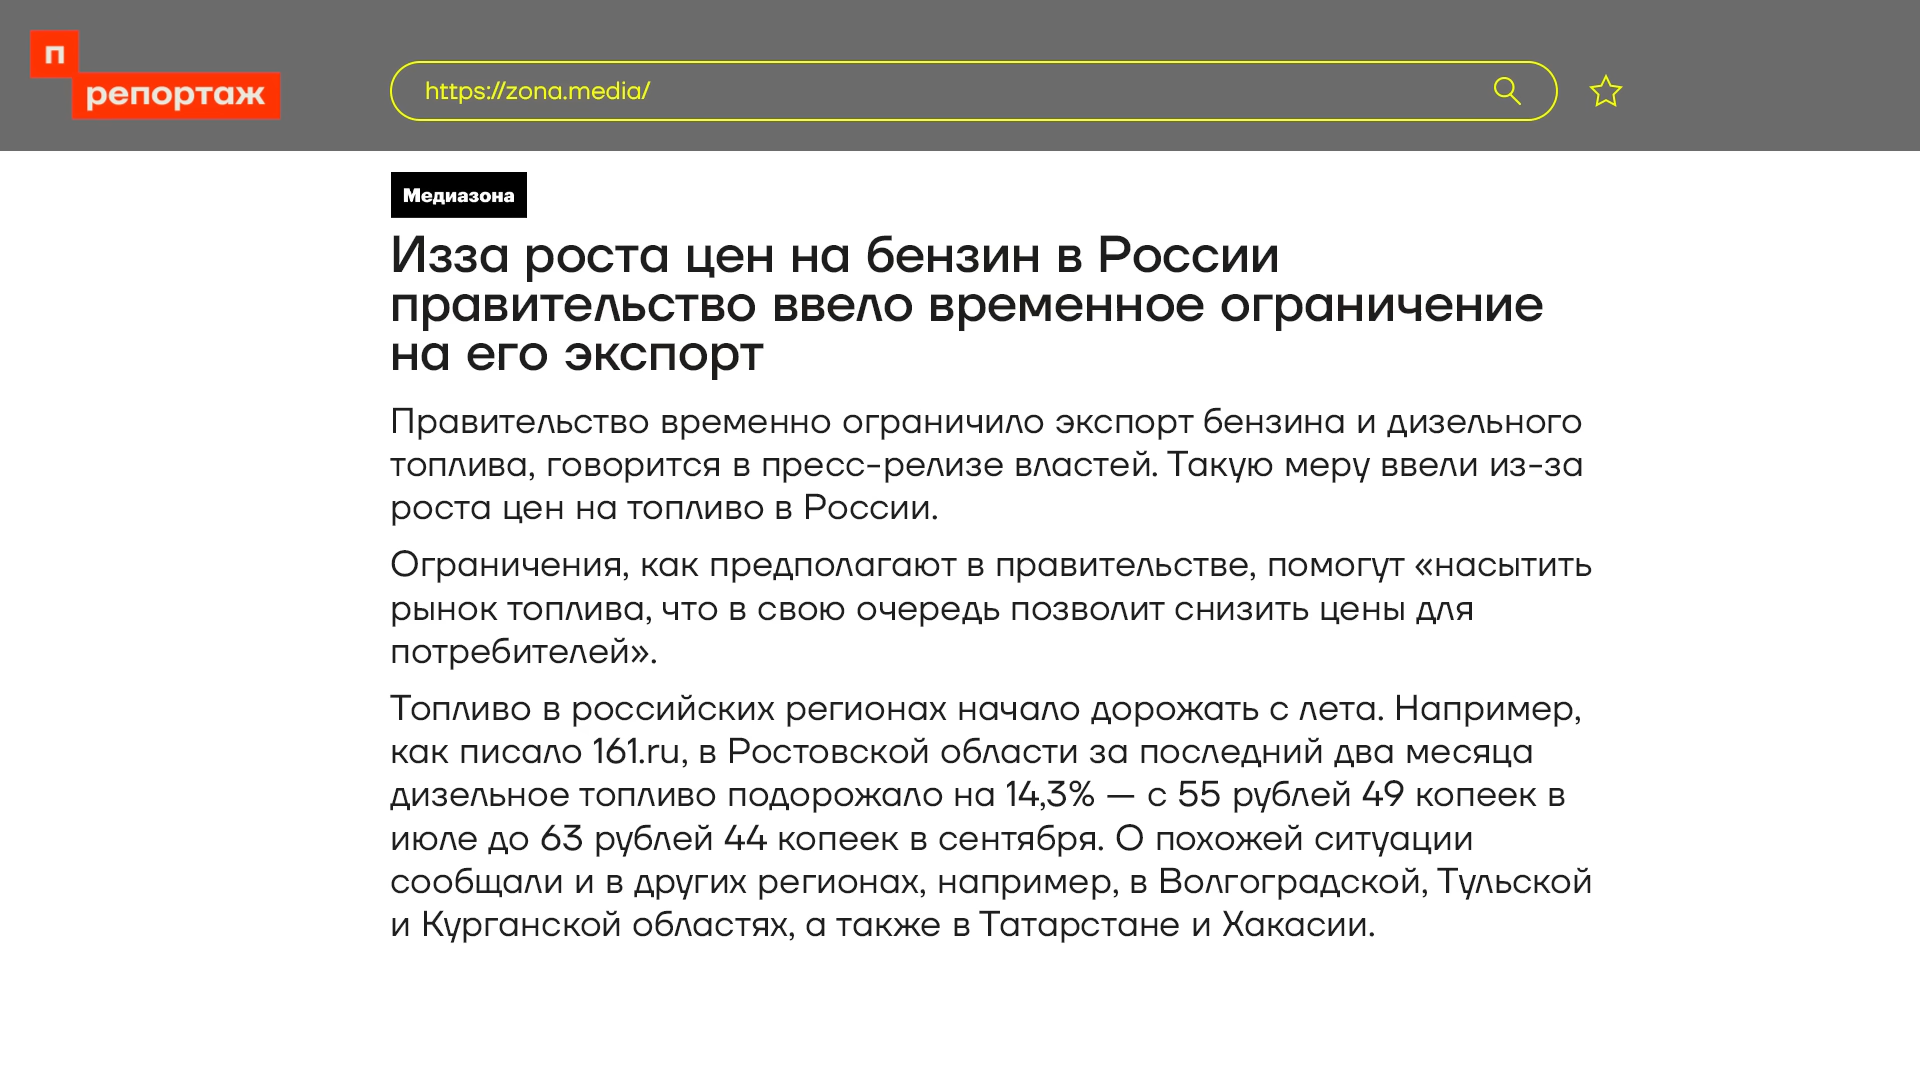 п
репортаж
https://zona.media/
Медиазона
Изза роста цен на бензин в России
правительство ввело временное ограничение
на его экспорт
Правительство временно ограничило экспорт бензина и дизельного
топлива, говорится в пресс-релизе властей. Такую меру ввели из-за
роста цен на топливо в России.
Ограничения, как предполагают в правительстве, помогут «насытить
рынок топлива, что в свою очередь позволит снизить цены для
потребителей».
Топливо в российских регионах начало дорожать с лета. Например,
как писало 161.ru, в Ростовской области за последний два месяца
дизельное топливо подорожало на 14,3% — с 55 рублей 49 копеек в
июле до 63 рублей 44 копеек в сентября. О похожей ситуации
сообщали и в других регионах, например, в Волгоградской, Тульской
и Курганской областях, а также в Татарстане и Хакасии.